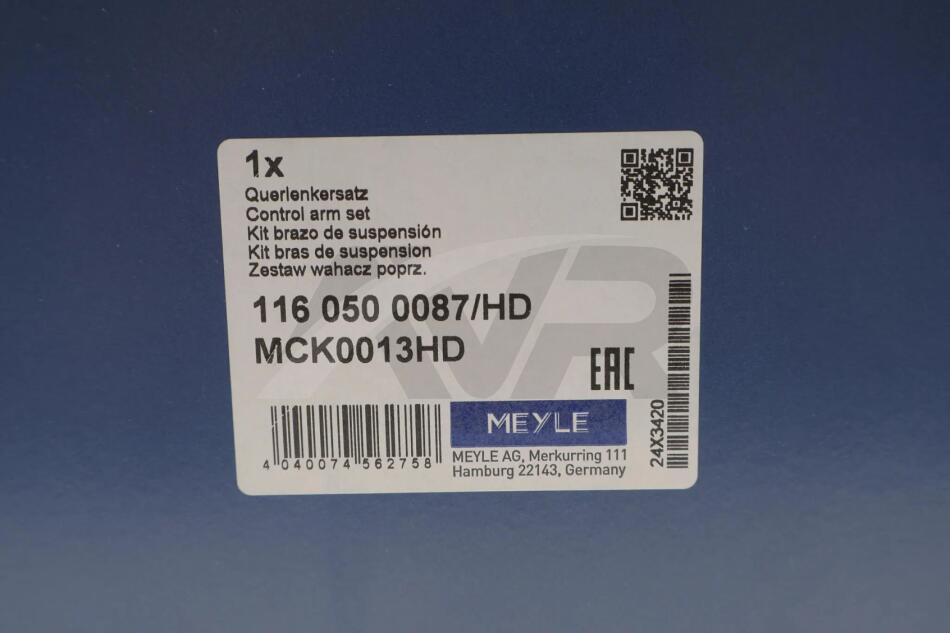 1x
Querlenkersatz
Control arm set
Kit brazo de suspensión
Kit bras de suspension
Zestaw wahacz poprz.
116 050 0087/HD
MCK0013HD
EAC
MEYLE
MEYLE AG, Merkurring 111
Hamburg 22143, Germany
4 040074 562758
24X3420
AVR